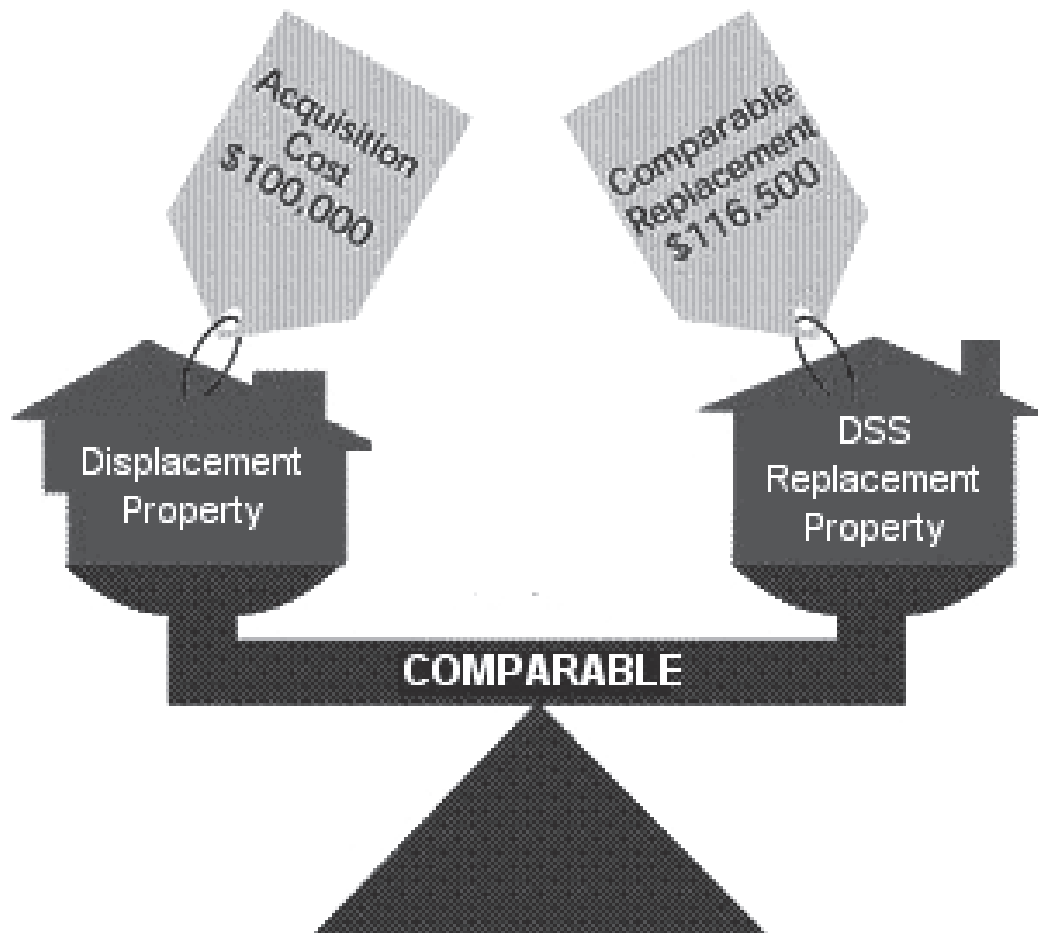 Acquisition
Cost
$100,000
Comparable
Replacement
$116,500
Displacement
Property
DSS
Replacement
Property
COMPARABLE